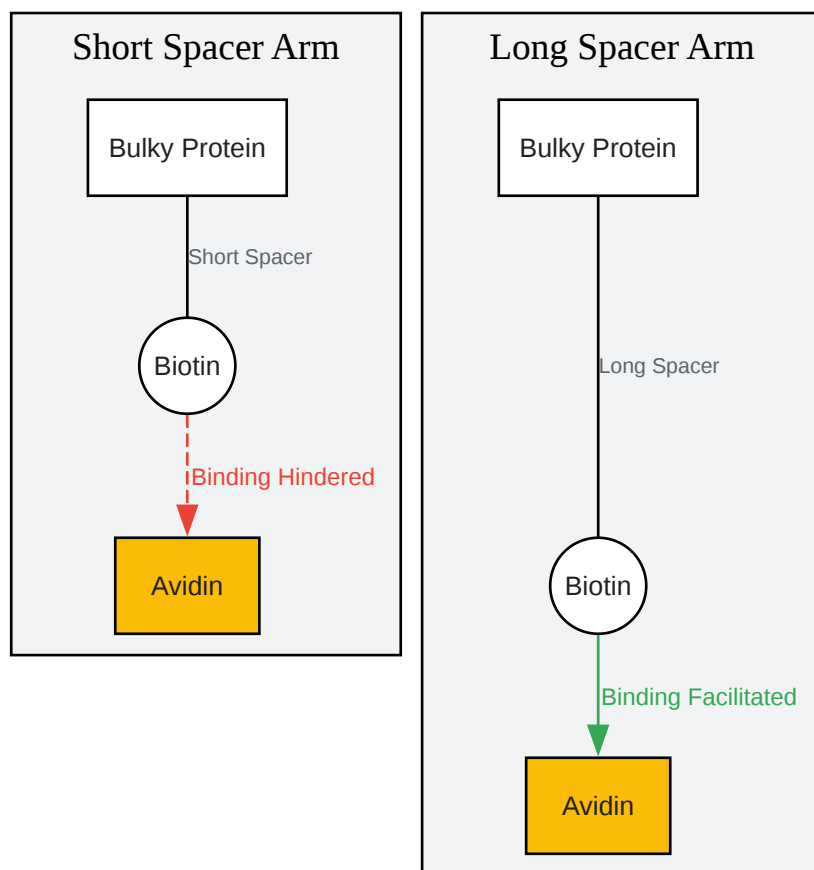 Short Spacer Arm
Bulky Protein
Short Spacer
Biotin
Binding Hindered
Avidin
Long Spacer Arm
Bulky Protein
Long Spacer
Biotin
Binding Facilitated
Avidin